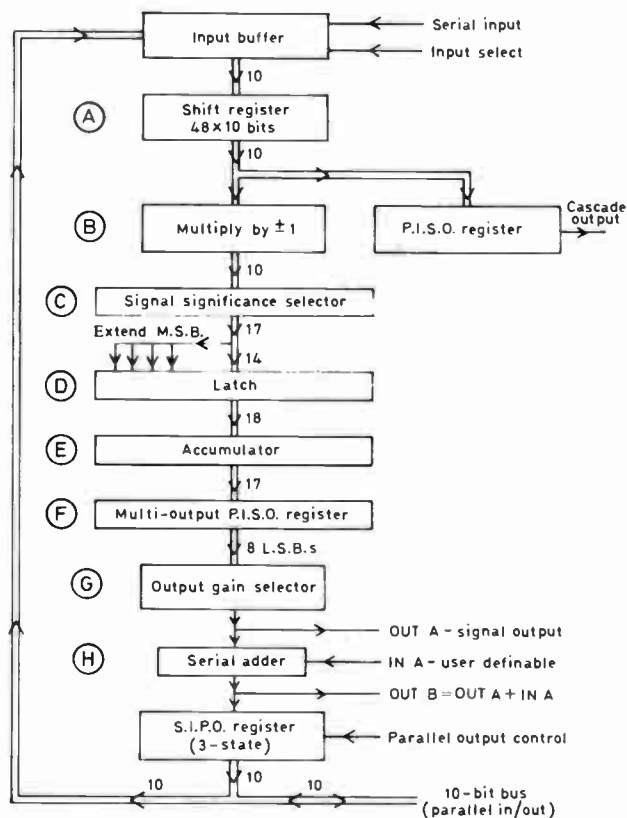 Input buffer
Serial input
Input select
10
A
Shift register
48×10 bits
10
B
Multiply by ±1
P.I.S.O. register
Cascade
output
10
C
Signal significance selector
17
Extend M.S.B.
14
D
Latch
18
E
Accumulator
17
F
Multi-output P.I.S.O. register
8 L.S.B.s
G
Output gain selector
OUT A – signal output
H
Serial adder
IN A – user definable
OUT B = OUT A + IN A
S.I.P.O. register
(3-state)
Parallel output control
10
10
10
10-bit bus
(parallel in/out)